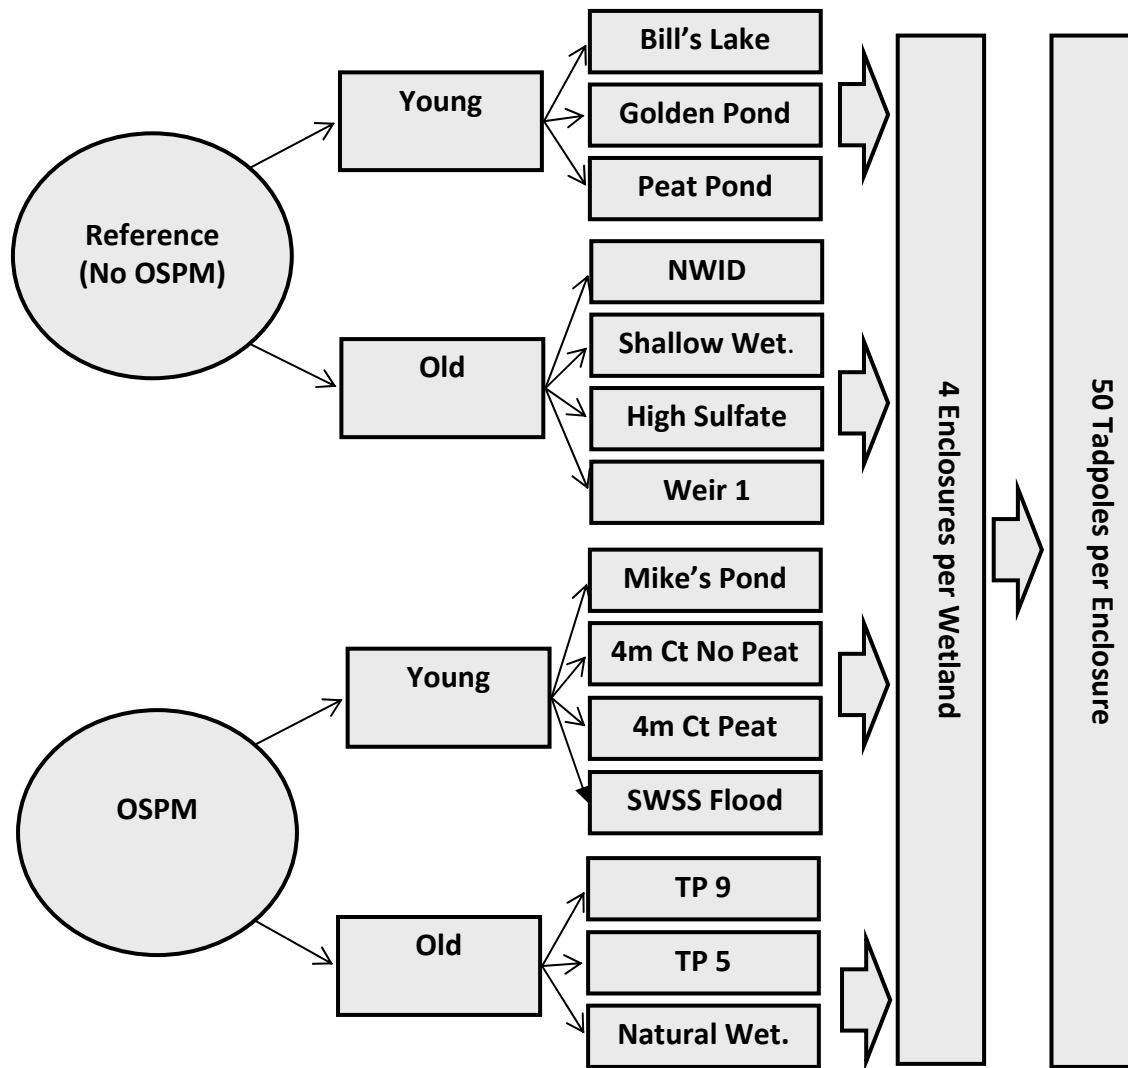 Reference
(No OSPM)
Young
Bill’s Lake
Golden Pond
Peat Pond
Old
NWID
Shallow Wet.
High Sulfate
Weir 1
OSPM
Young
Mike’s Pond
4m Ct No Peat
4m Ct Peat
SWSS Flood
Old
TP 9
TP 5
Natural Wet.
4 Enclosures per Wetland
50 Tadpoles per Enclosure